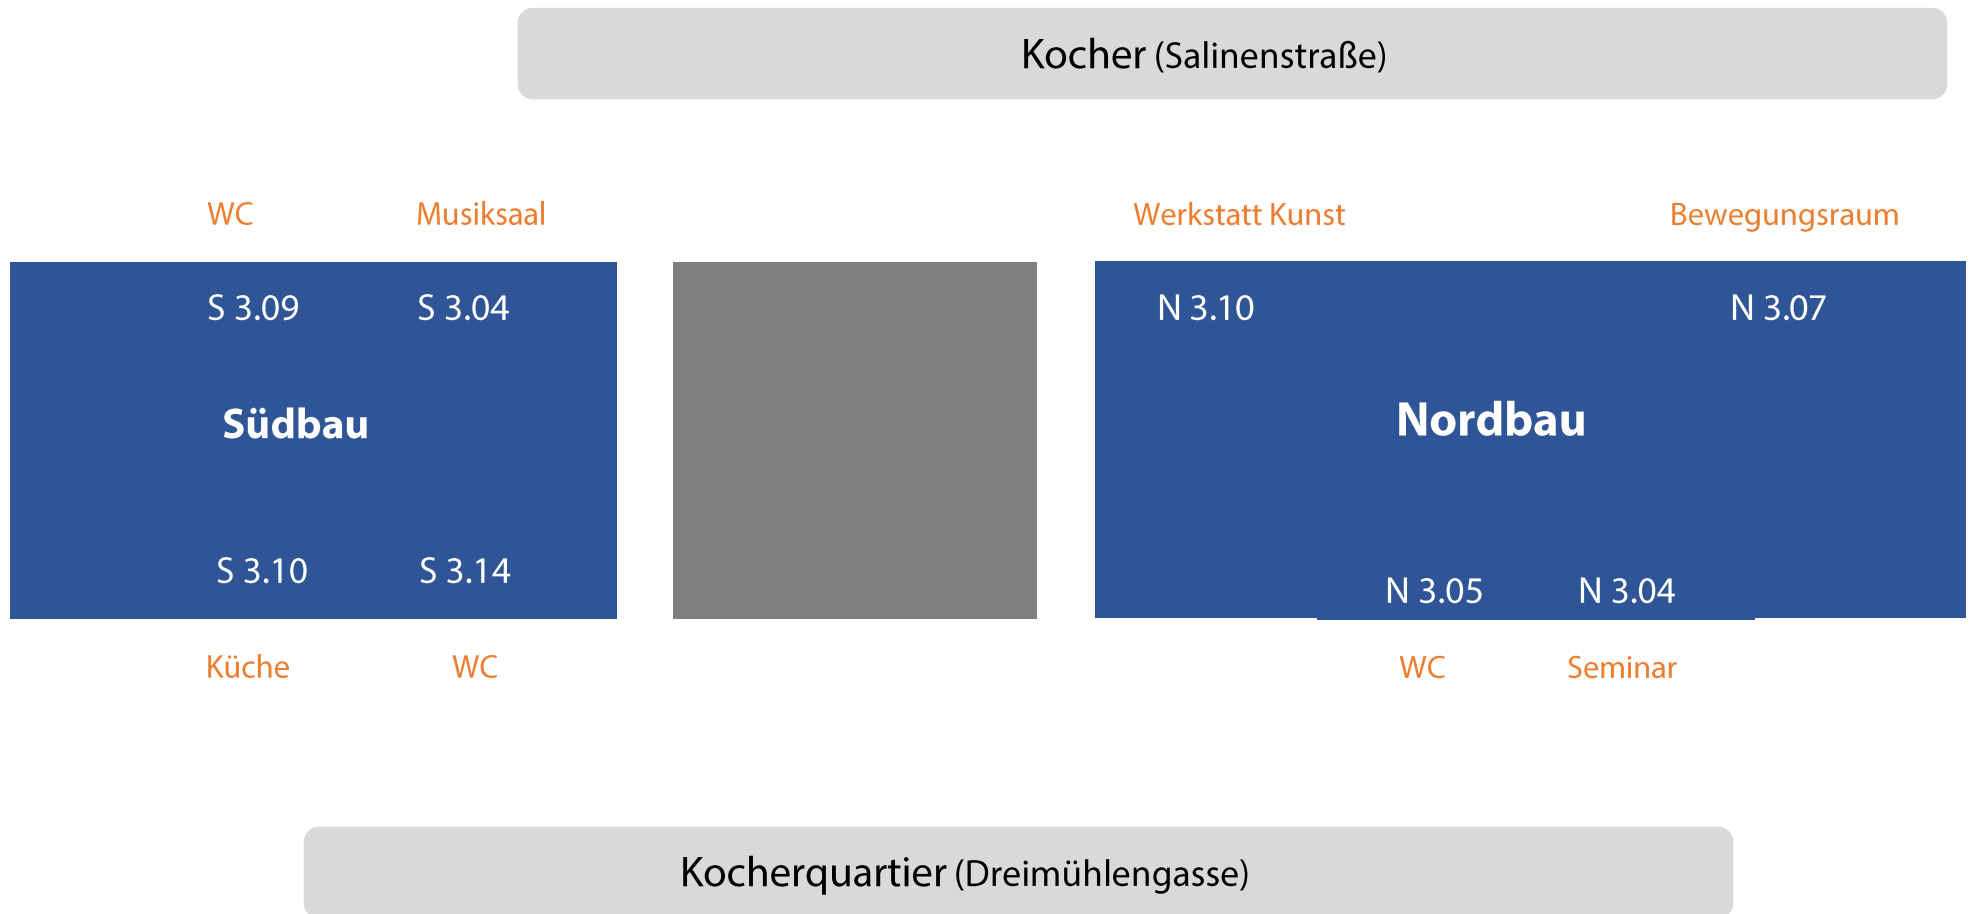 Kocher (Salinenstraße)
WC Musiksaal Werkstatt Kunst Bewegungsraum
S 3.09 S 3.04 N 3.10 N 3.07
Südbau Nordbau
S 3.10 S 3.14 N 3.05 N 3.04
Küche WC WC Seminar
Kocherquartier (Dreimühlengasse)